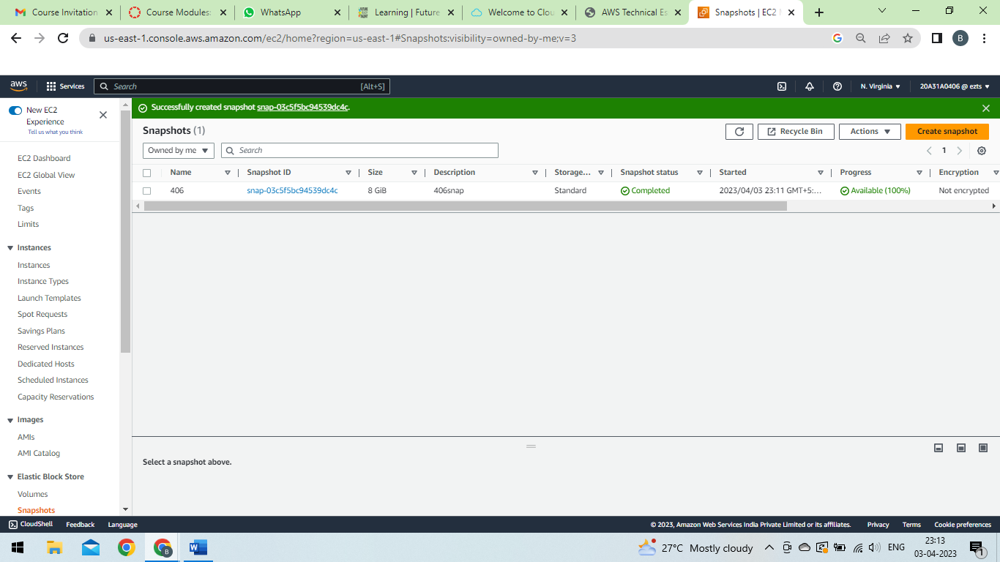 Course Invitation
Course Modules:
WhatsApp
Learning | Future
Welcome to Clou
AWS Technical Es
Snapshots | EC2
us-east-1.console.aws.amazon.com/ec2/home?region=us-east-1#Snapshots:visibility=owned-by-me;v=3
B
aws
Services
Search
[Alt+S]
N. Virginia
20A31A0406 @ ezts
New EC2
Experience
Tell us what you think
Successfully created snapshot snap-03c5f5bc94539dc4c.
Snapshots (1)
Recycle Bin
Actions
Create snapshot
Owned by me
Search
1
Name
Snapshot ID
Size
Description
Storage...
Snapshot status
Started
Progress
Encryption
406
snap-03c5f5bc94539dc4c
8 GiB
406snap
Standard
Completed
2023/04/03 23:11 GMT+5:...
Available (100%)
Not encrypted
EC2 Dashboard
EC2 Global View
Events
Tags
Limits
Instances
Instances
Instance Types
Launch Templates
Spot Requests
Savings Plans
Reserved Instances
Dedicated Hosts
Scheduled Instances
Capacity Reservations
Images
AMIs
AMI Catalog
Elastic Block Store
Volumes
Snapshots
Select a snapshot above.
CloudShell
Feedback
Language
© 2023, Amazon Web Services India Private Limited or its affiliates.
Privacy
Terms
Cookie preferences
B
W
27°C Mostly cloudy
ENG
23:13
03-04-2023
1